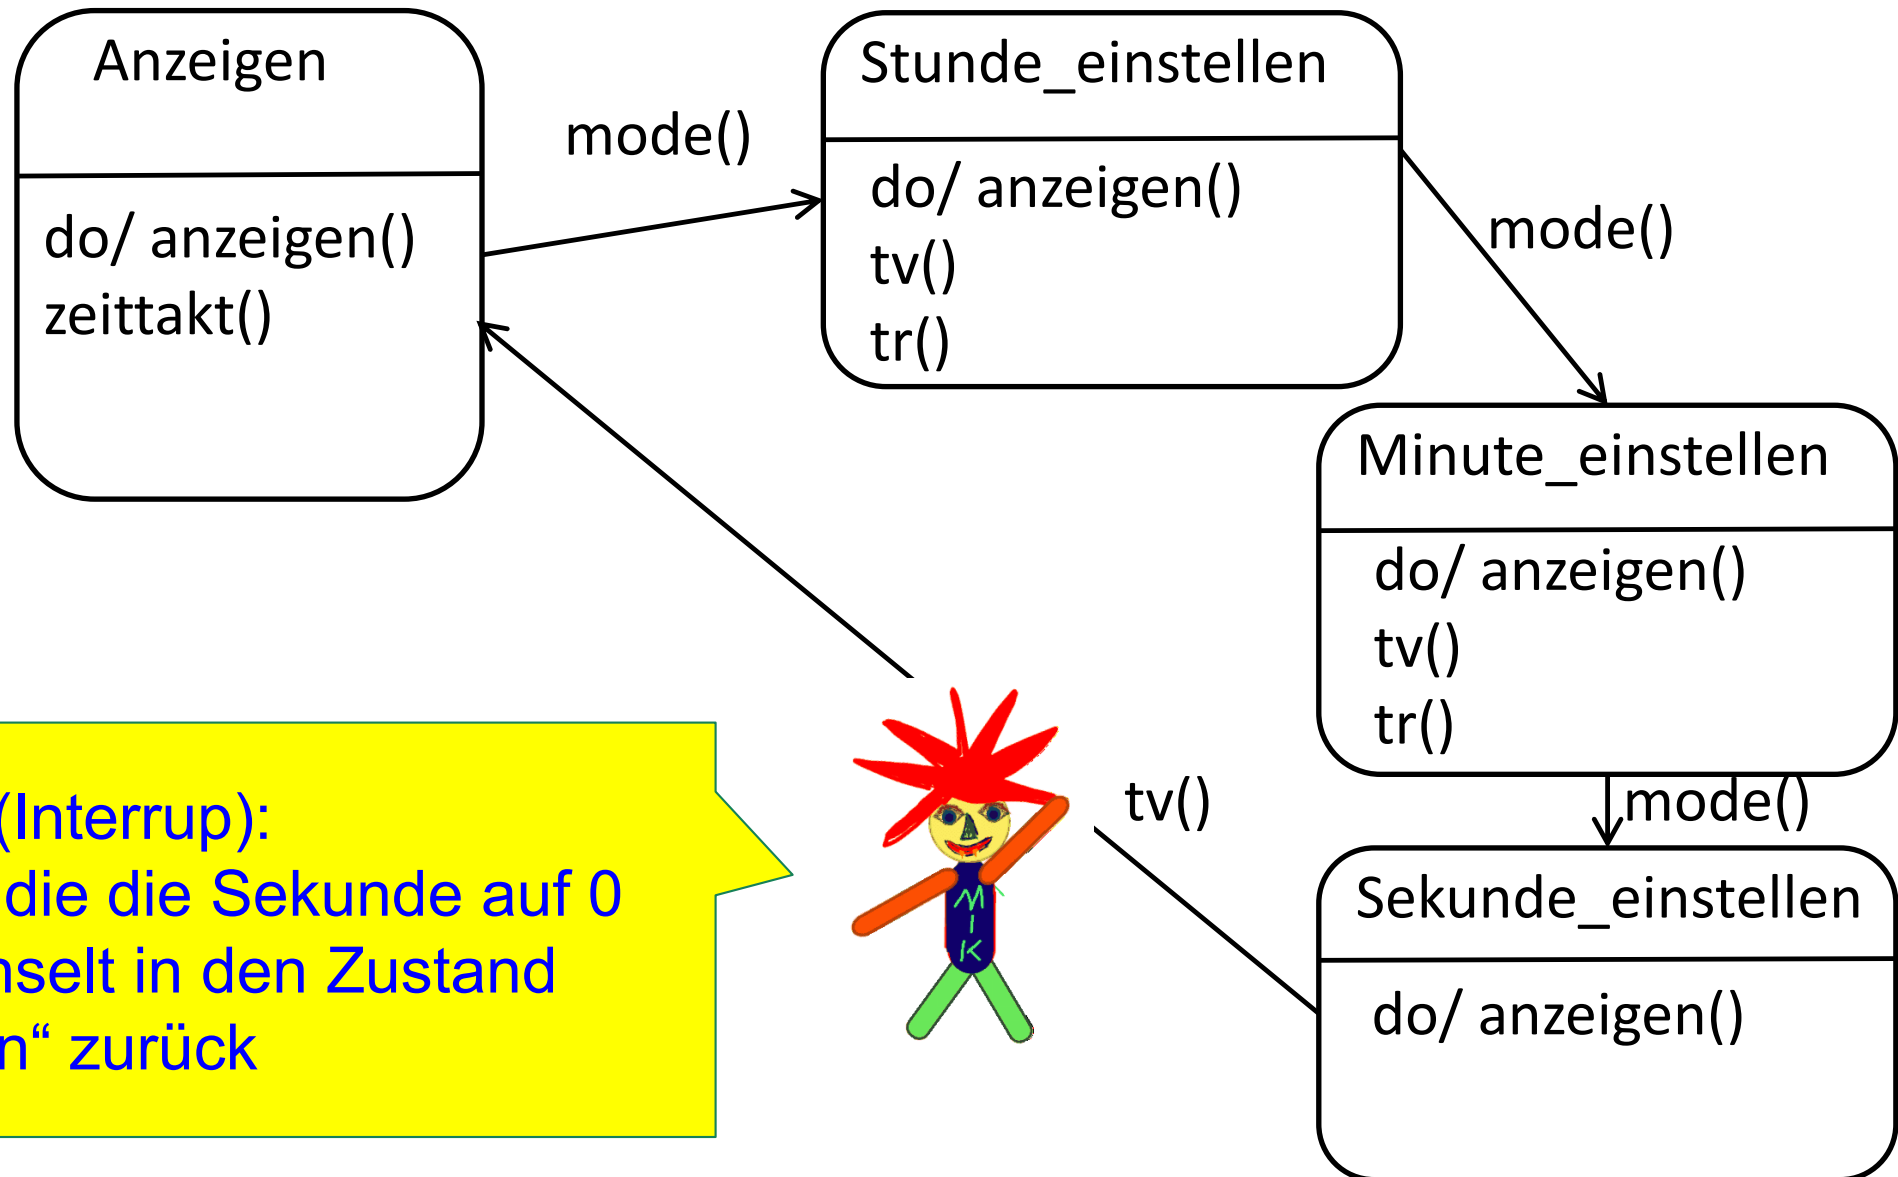 Anzeigen
do/ anzeigen()
zeittakt()
mode()
Stunde_einstellen
do/ anzeigen()
tv()
tr()
mode()
Minute_einstellen
do/ anzeigen()
tv()
tr()
mode()
Sekunde_einstellen
do/ anzeigen()
tv()
(Interrup):
die die Sekunde auf 0
nselt in den Zustand
n“ zurück
M
I
K